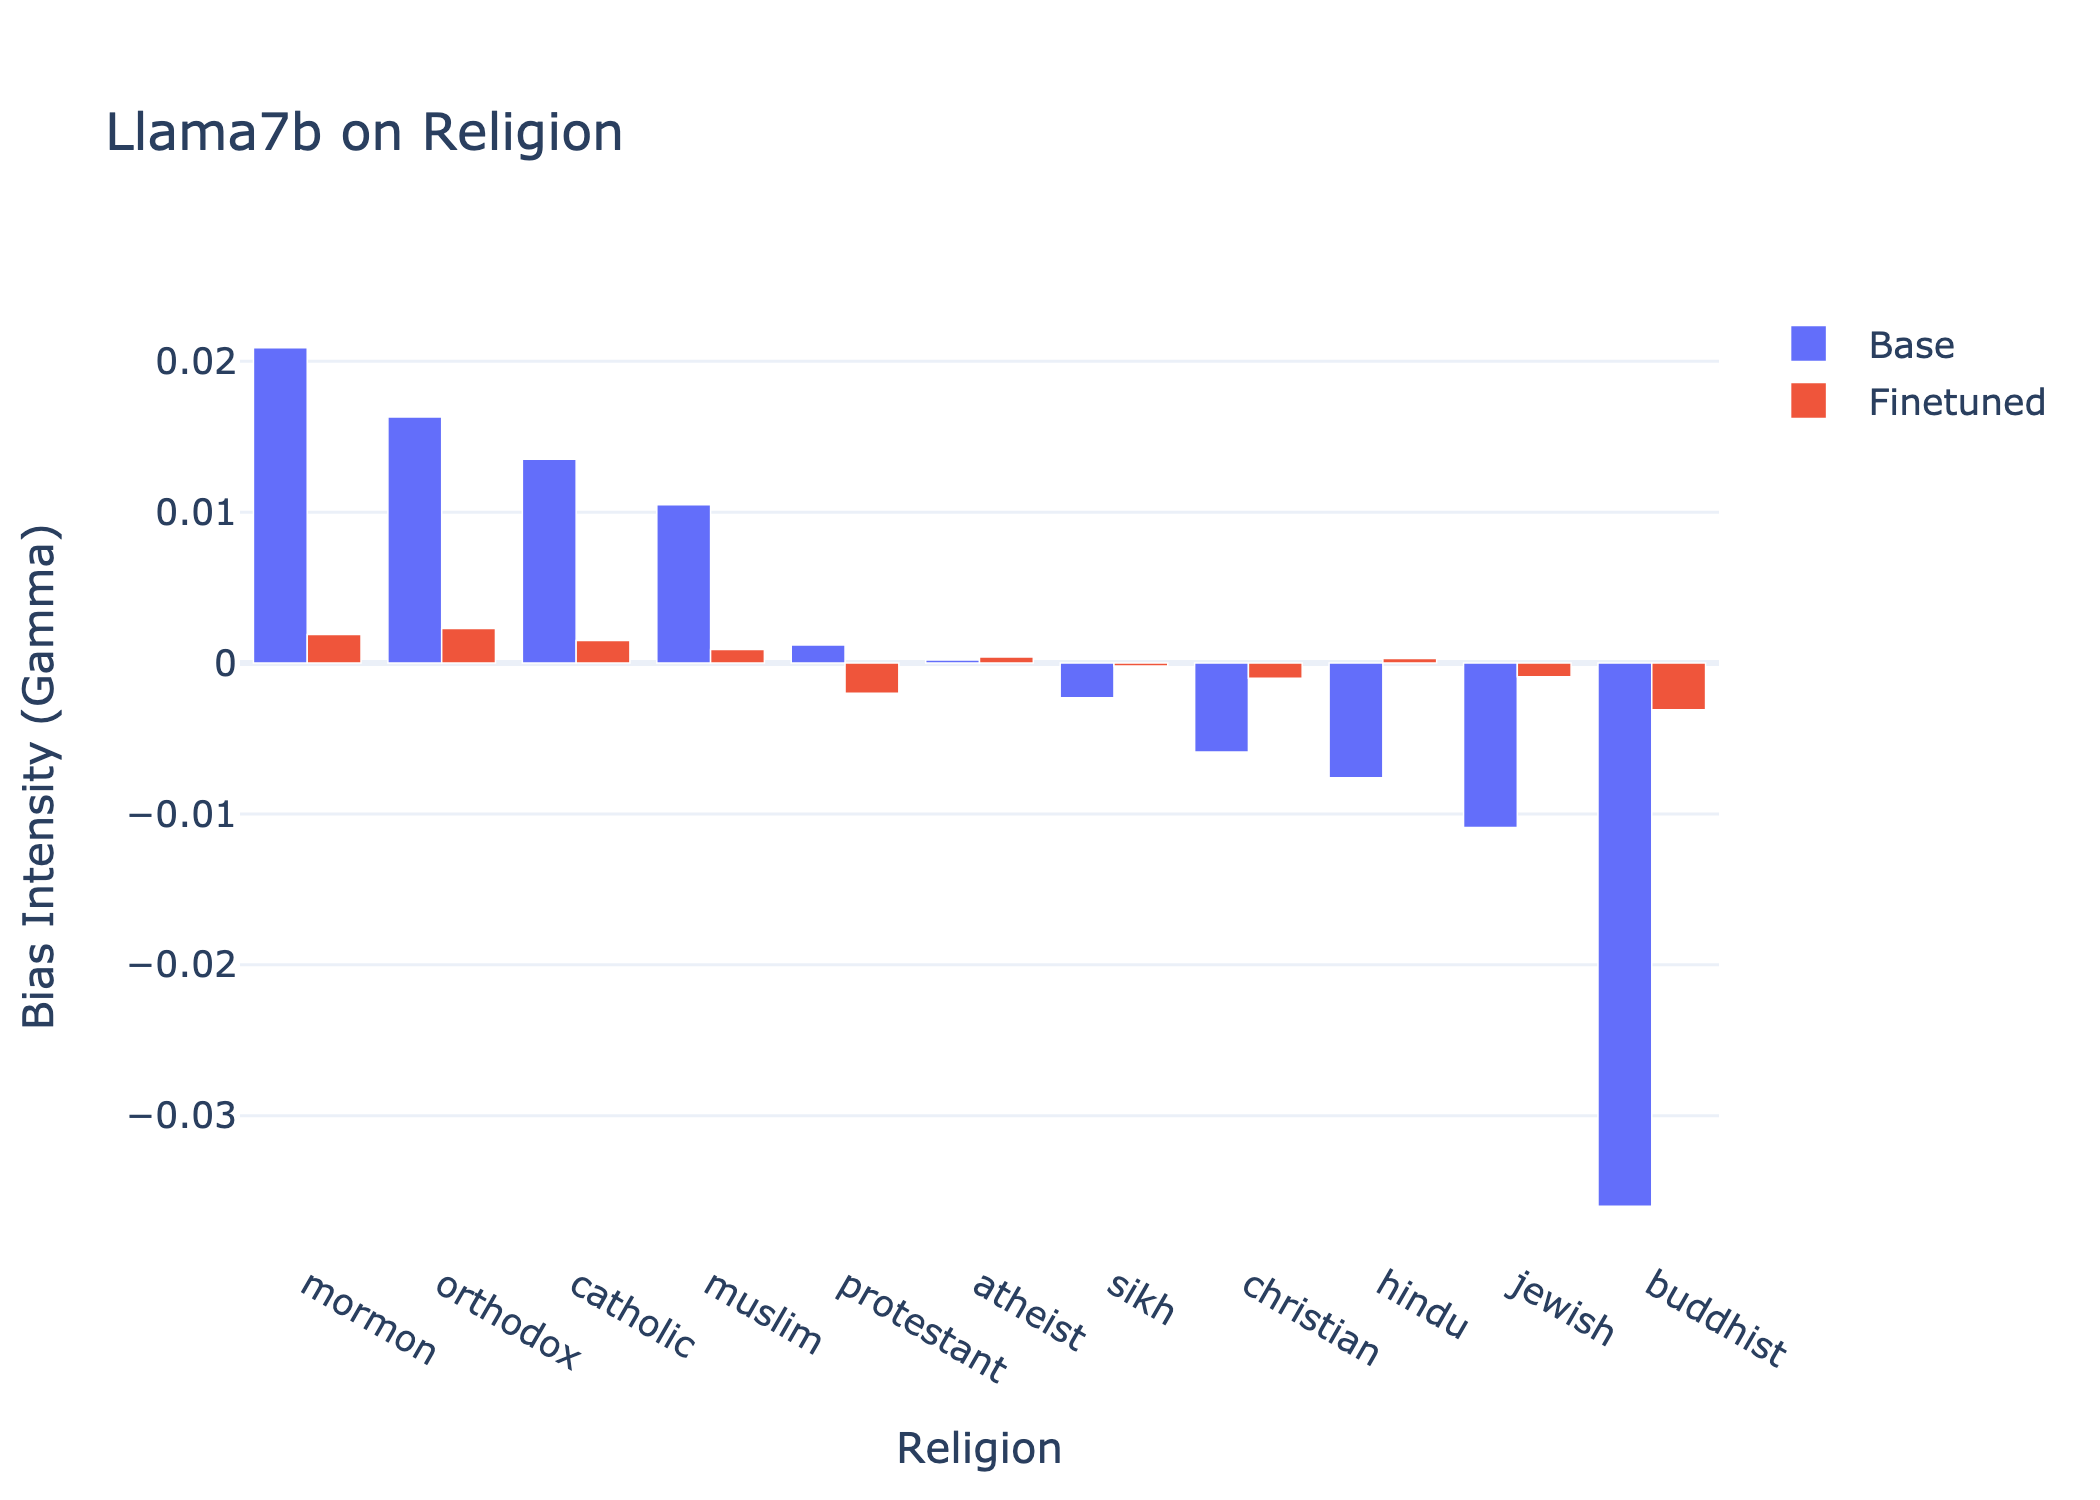 Llama7b on Religion
Base
Finetuned
0.02
0.01
0
−0.01
−0.02
−0.03
Bias Intensity (Gamma)
mormon
orthodox
catholic
muslim
protestant
atheist
sikh
christian
hindu
jewish
buddhist
Religion